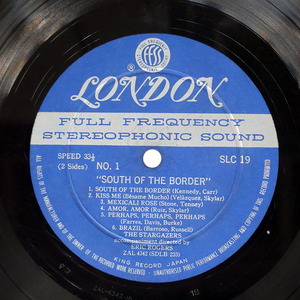 FFSS
LONDON
FULL FREQUENCY
STEREOPHONIC SOUND
SPEED 33⅓
(2 Sides)
NO. 1
SLC 19
"SOUTH OF THE BORDER"
1. SOUTH OF THE BORDER (Kennedy, Carr)
2. KISS ME (Bésame Mucho) (Velázques, Skylar)
3. MEXICALI ROSE (Stone, Tenney)
4. AMOR, AMOR (Ruiz, Skylar)
5. PERHAPS, PERHAPS, PERHAPS.
(Farres, Davis, Burke)
6. BRAZIL (Barroso, Russell)
THE STARGAZERS
accompaniment directed by
ERIC ROGERS
ZAL 4342 (SDLB 233)
KING RECORD JAPAN
ALL RIGHTS OF THE MANUFACTURER AND OF THE OWNER OF THE RECORDED WORK RESERVED · UNAUTHORISED PUBLIC PERFORMANCE, BROADCASTING AND COPYING OF THIS RECORD PROHIBITED